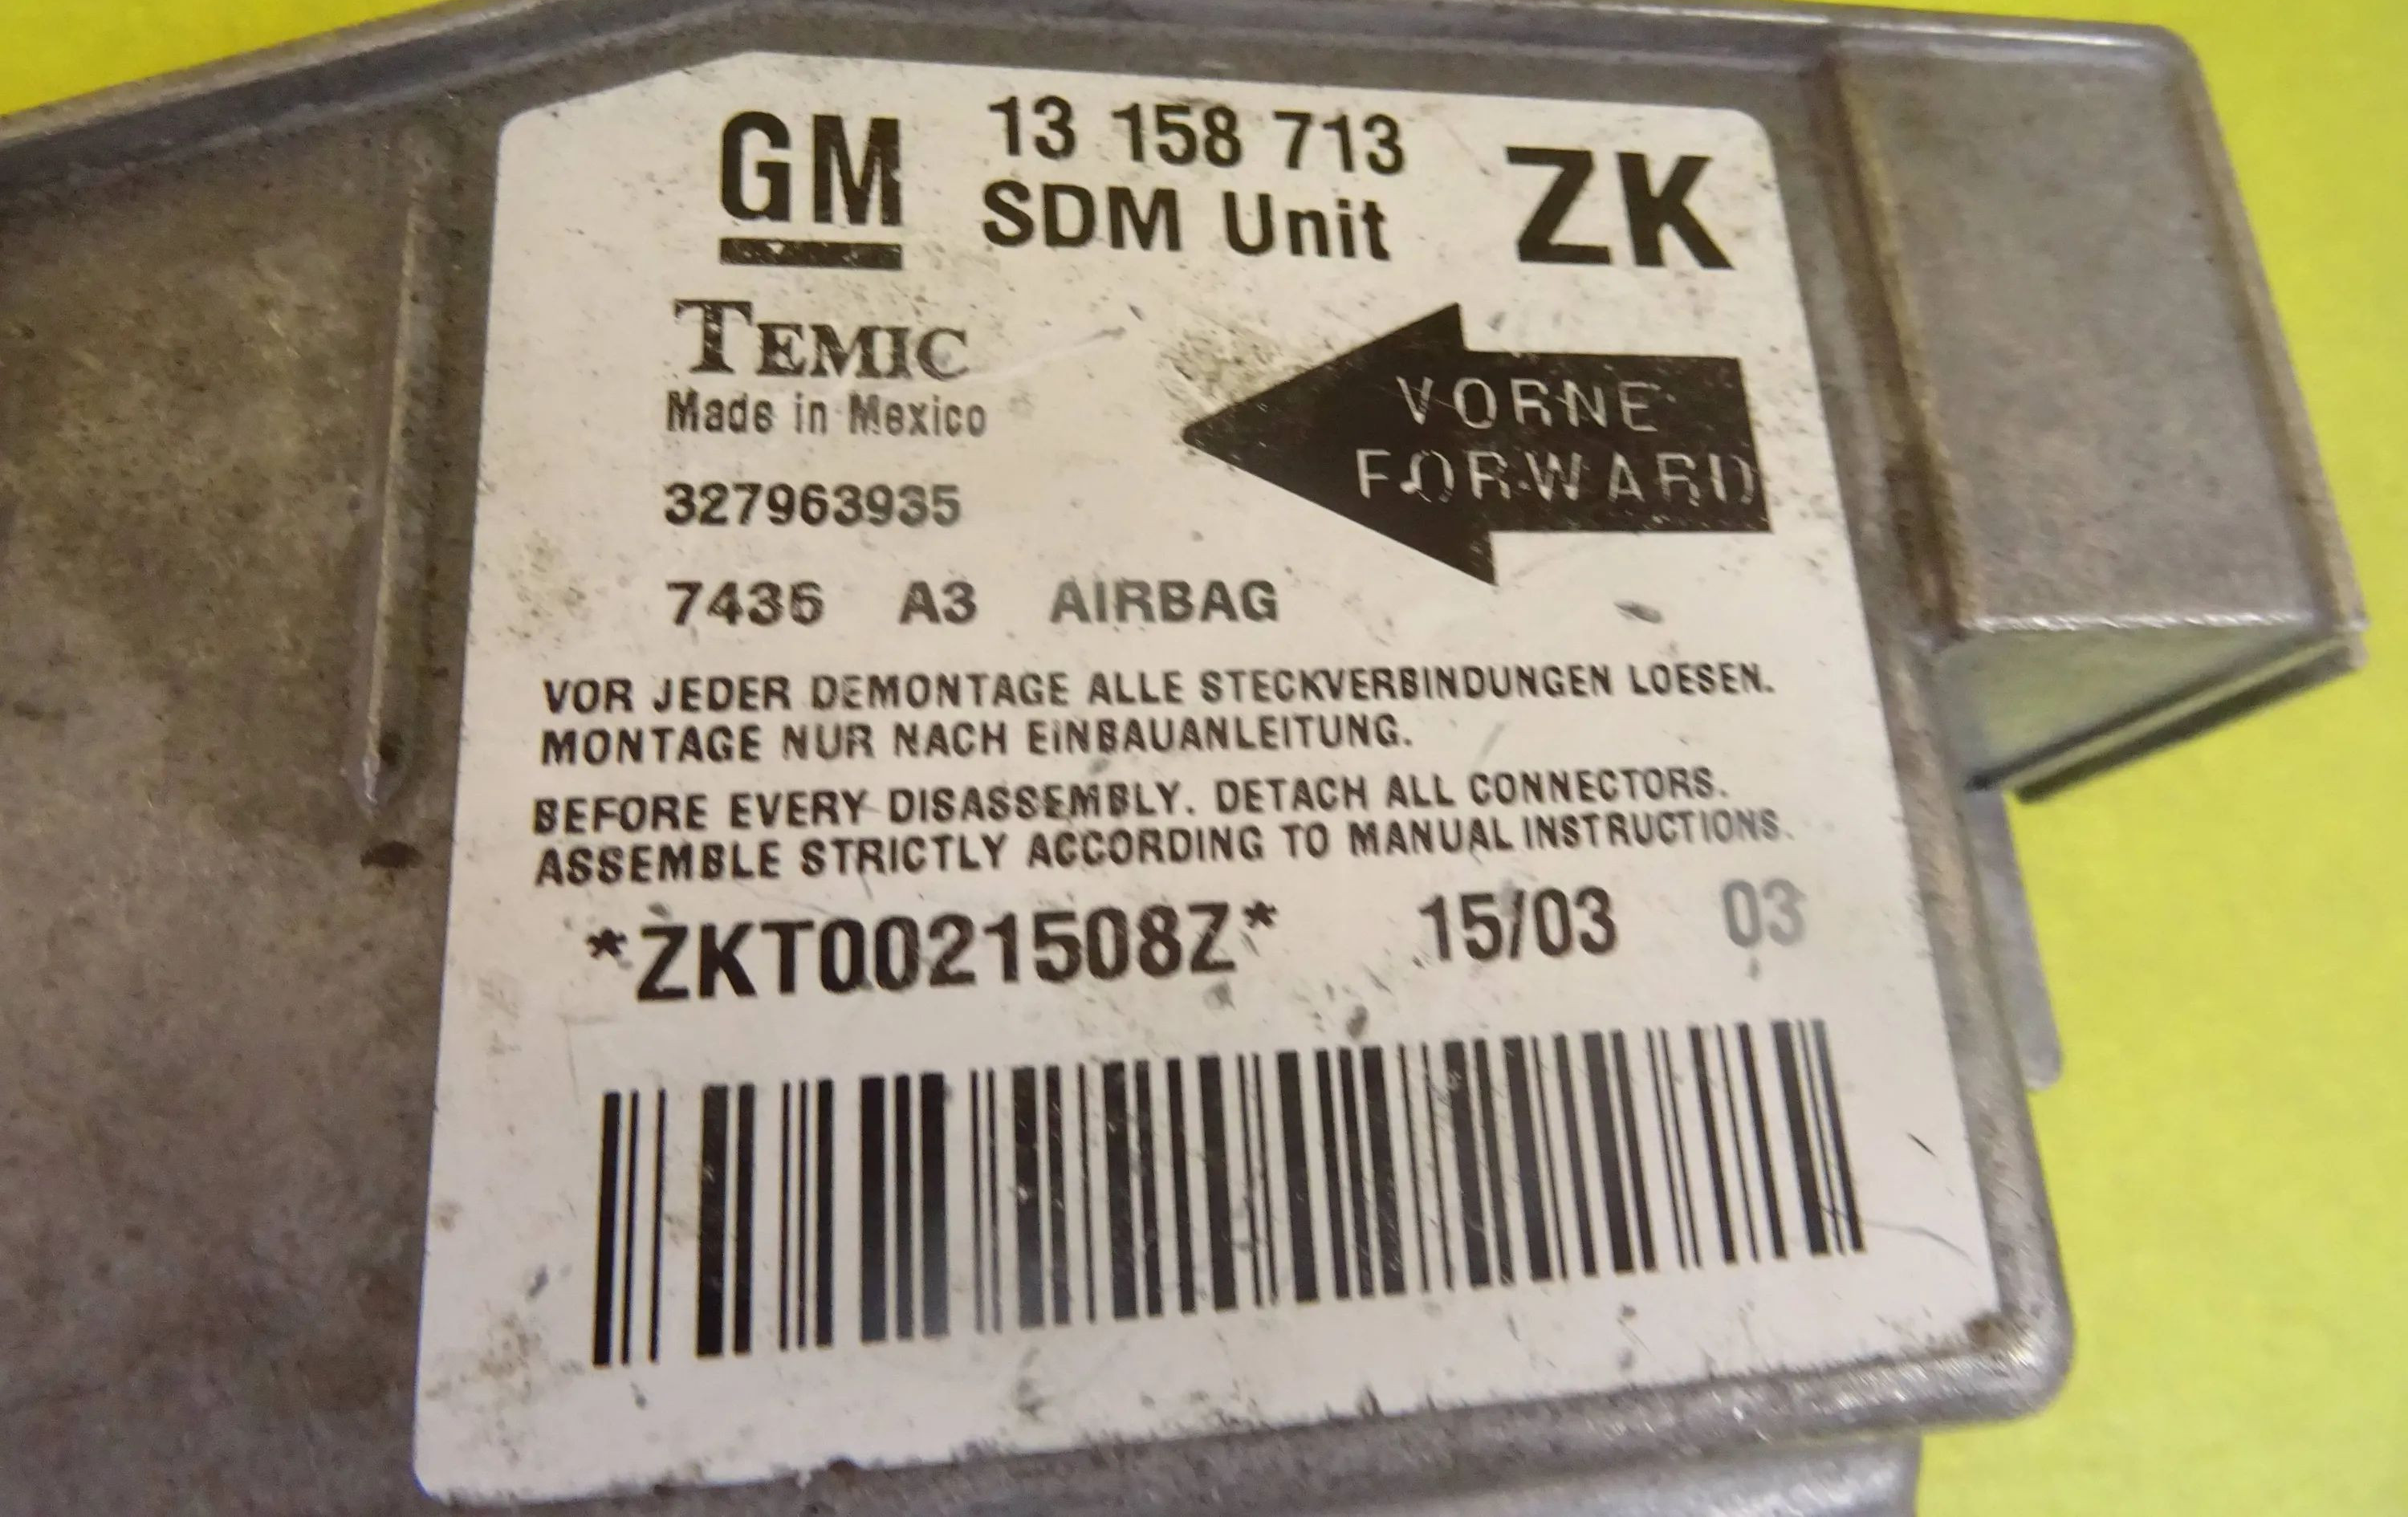 GM 13 158 713 ZK
SDM Unit
TEMIC
Made in Mexico
VORNE
FORWARD
327963935
7436 A3 AIRBAG
VOR JEDER DEMONTAGE ALLE STECKVERBINDUNGEN LOESEN.
MONTAGE NUR NACH EINBAUANLEITUNG.
BEFORE EVERY DISASSEMBLY. DETACH ALL CONNECTORS.
ASSEMBLE STRICTLY ACCORDING TO MANUAL INSTRUCTIONS.
*ZKT0021508Z* 15/03 03